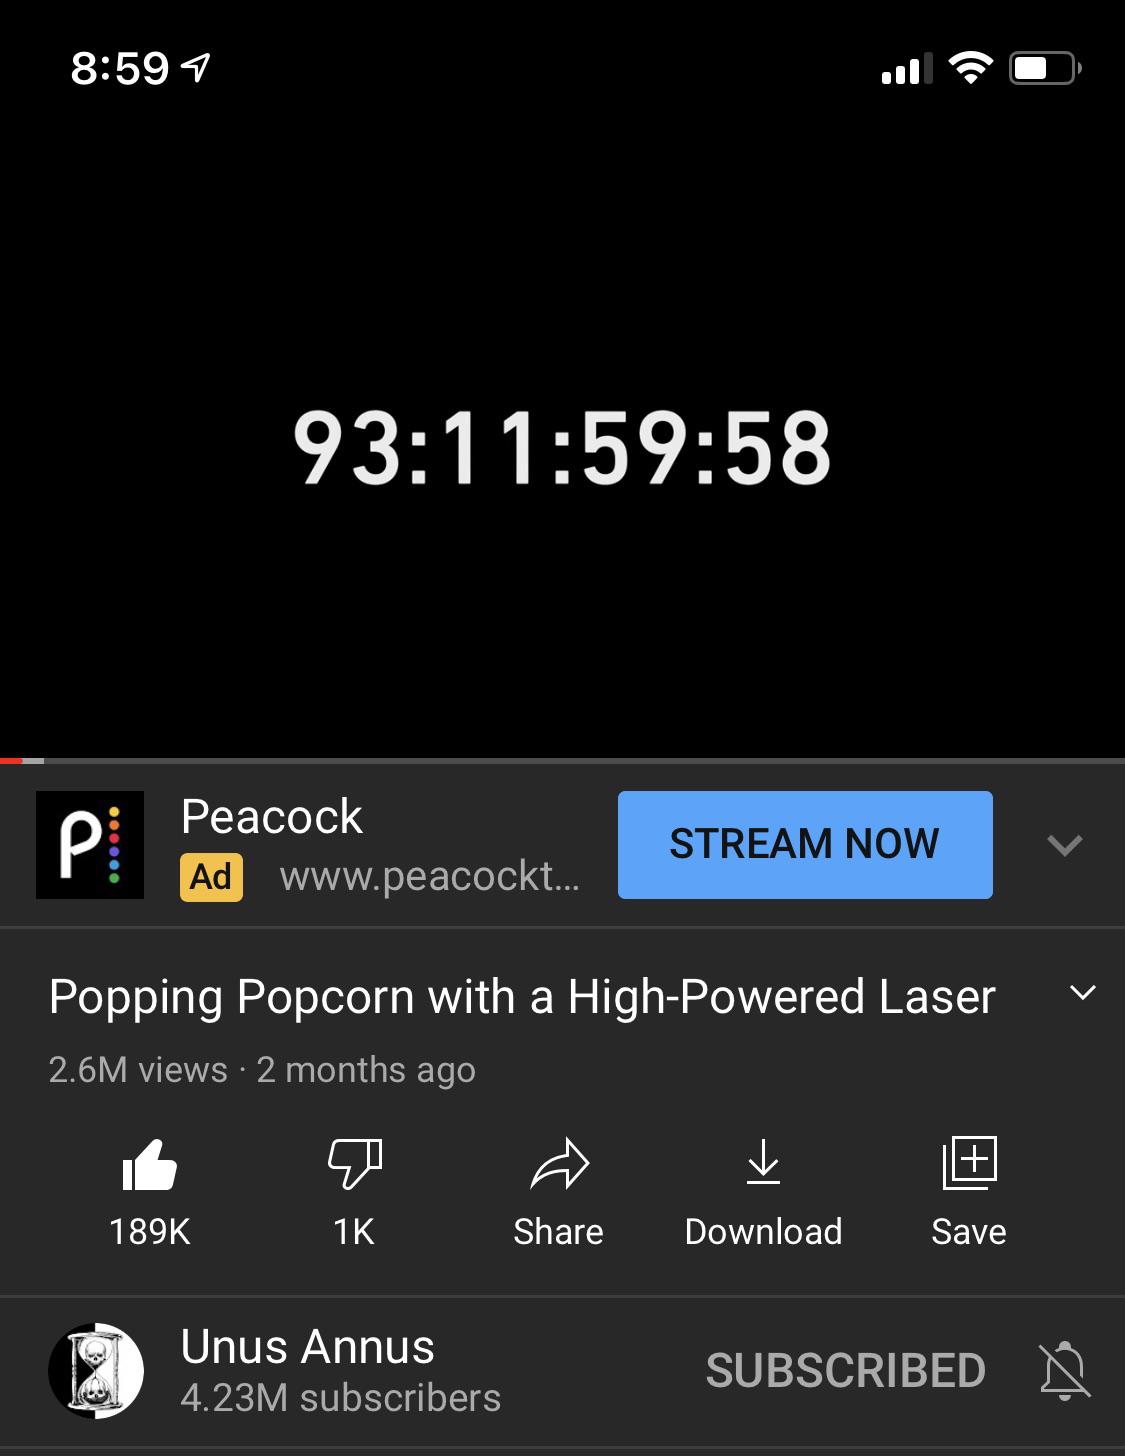 8:59
93:11:59:58
Peacock
Ad www.peacockt...
STREAM NOW
Popping Popcorn with a High-Powered Laser
2.6M views · 2 months ago
189K
1K
Share
Download
Save
Unus Annus
4.23M subscribers
SUBSCRIBED